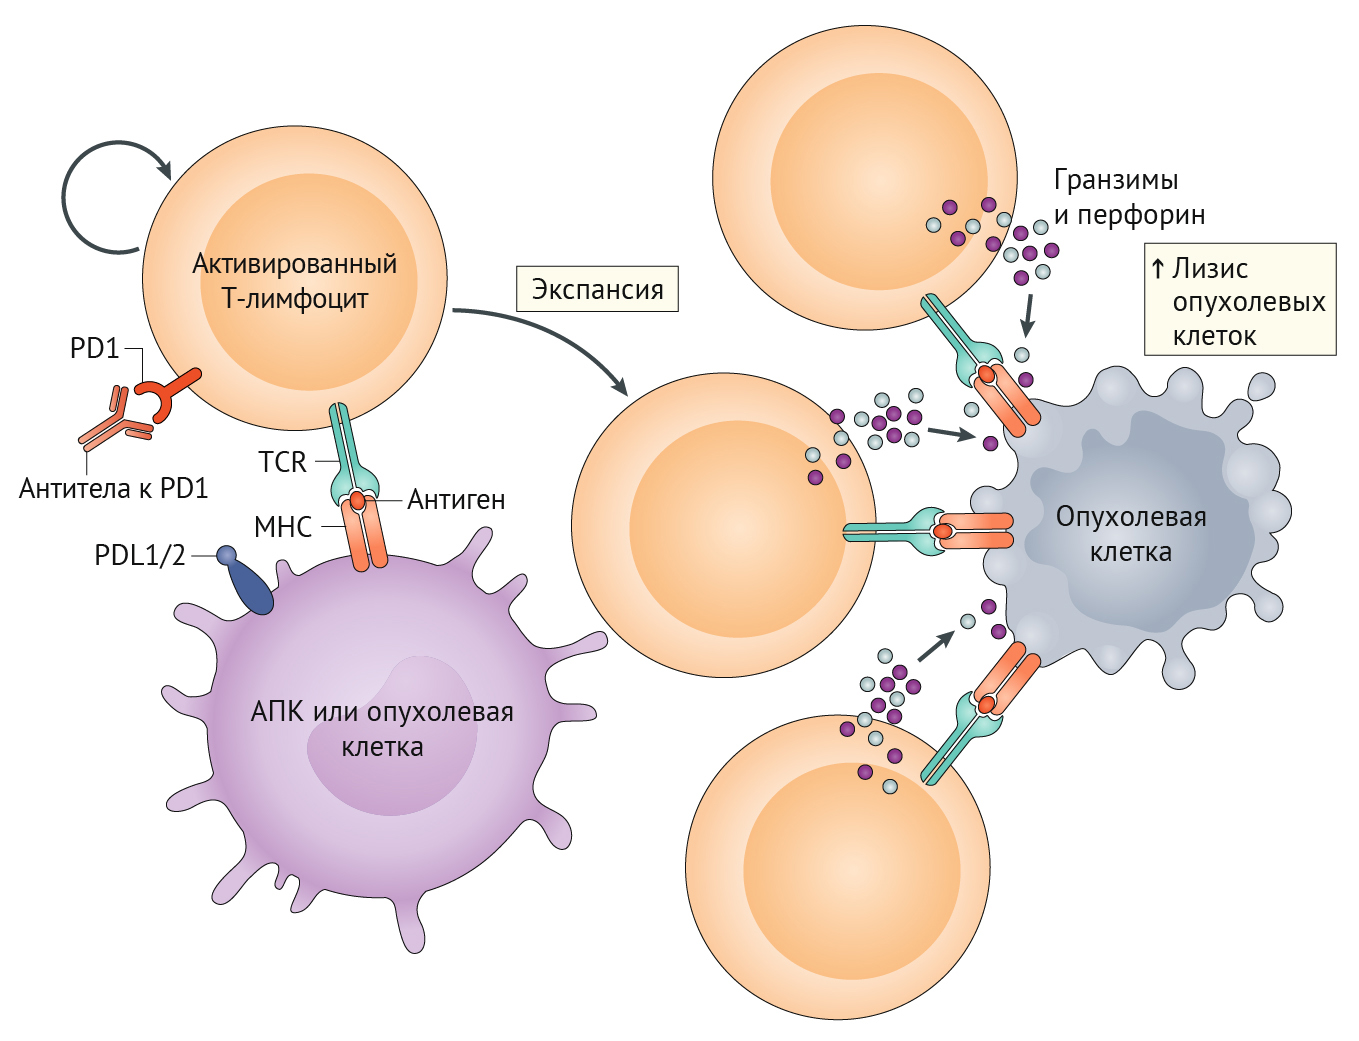 Активированный
Т-лимфоцит
PD1
Антитела к PD1
TCR
Антиген
MHC
PDL1/2
АПК или опухолевая
клетка
Экспансия
Гранзимы
и перфорин
↑ Лизис
опухолевых
клеток
Опухолевая
клетка